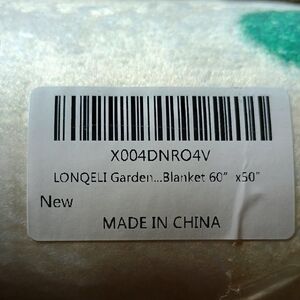 X004DNRO4V
LONQELI Garden...Blanket 60" x50"
New
MADE IN CHINA